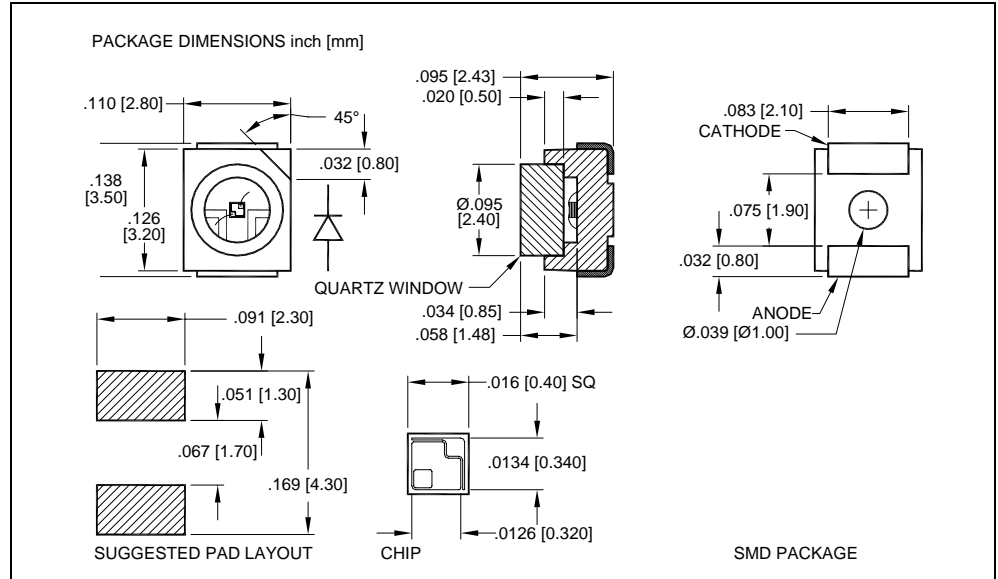 PACKAGE DIMENSIONS inch [mm]
.110 [2.80]
45°
.032 [0.80]
.138
[3.50]
.126
[3.20]
.095 [2.43]
.020 [0.50]
Ø.095
[2.40]
QUARTZ WINDOW
.034 [0.85]
.058 [1.48]
.083 [2.10]
CATHODE
.075 [1.90]
.032 [0.80]
ANODE
Ø.039 [Ø1.00]
.091 [2.30]
.051 [1.30]
.067 [1.70]
.169 [4.30]
SUGGESTED PAD LAYOUT
.016 [0.40] SQ
.0134 [0.340]
.0126 [0.320]
CHIP
SMD PACKAGE